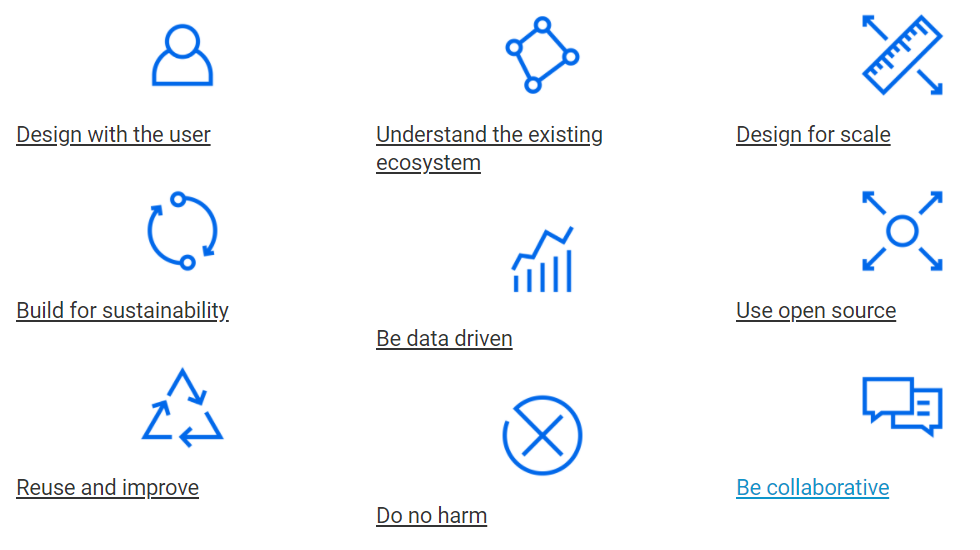 Design with the user
Understand the existing
ecosystem
Design for scale
Build for sustainability
Be data driven
Use open source
Reuse and improve
Do no harm
Be collaborative